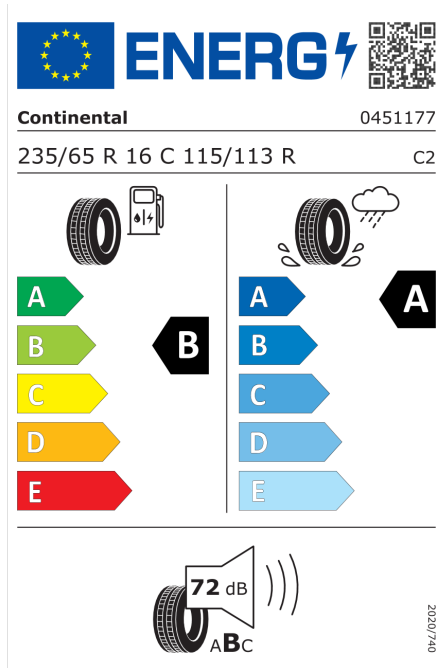 ENERG
Continental 0451177
235/65 R 16 C 115/113 R C2
A A A
B B B
C C
D D
E E
72 dB
ABC
2020/740